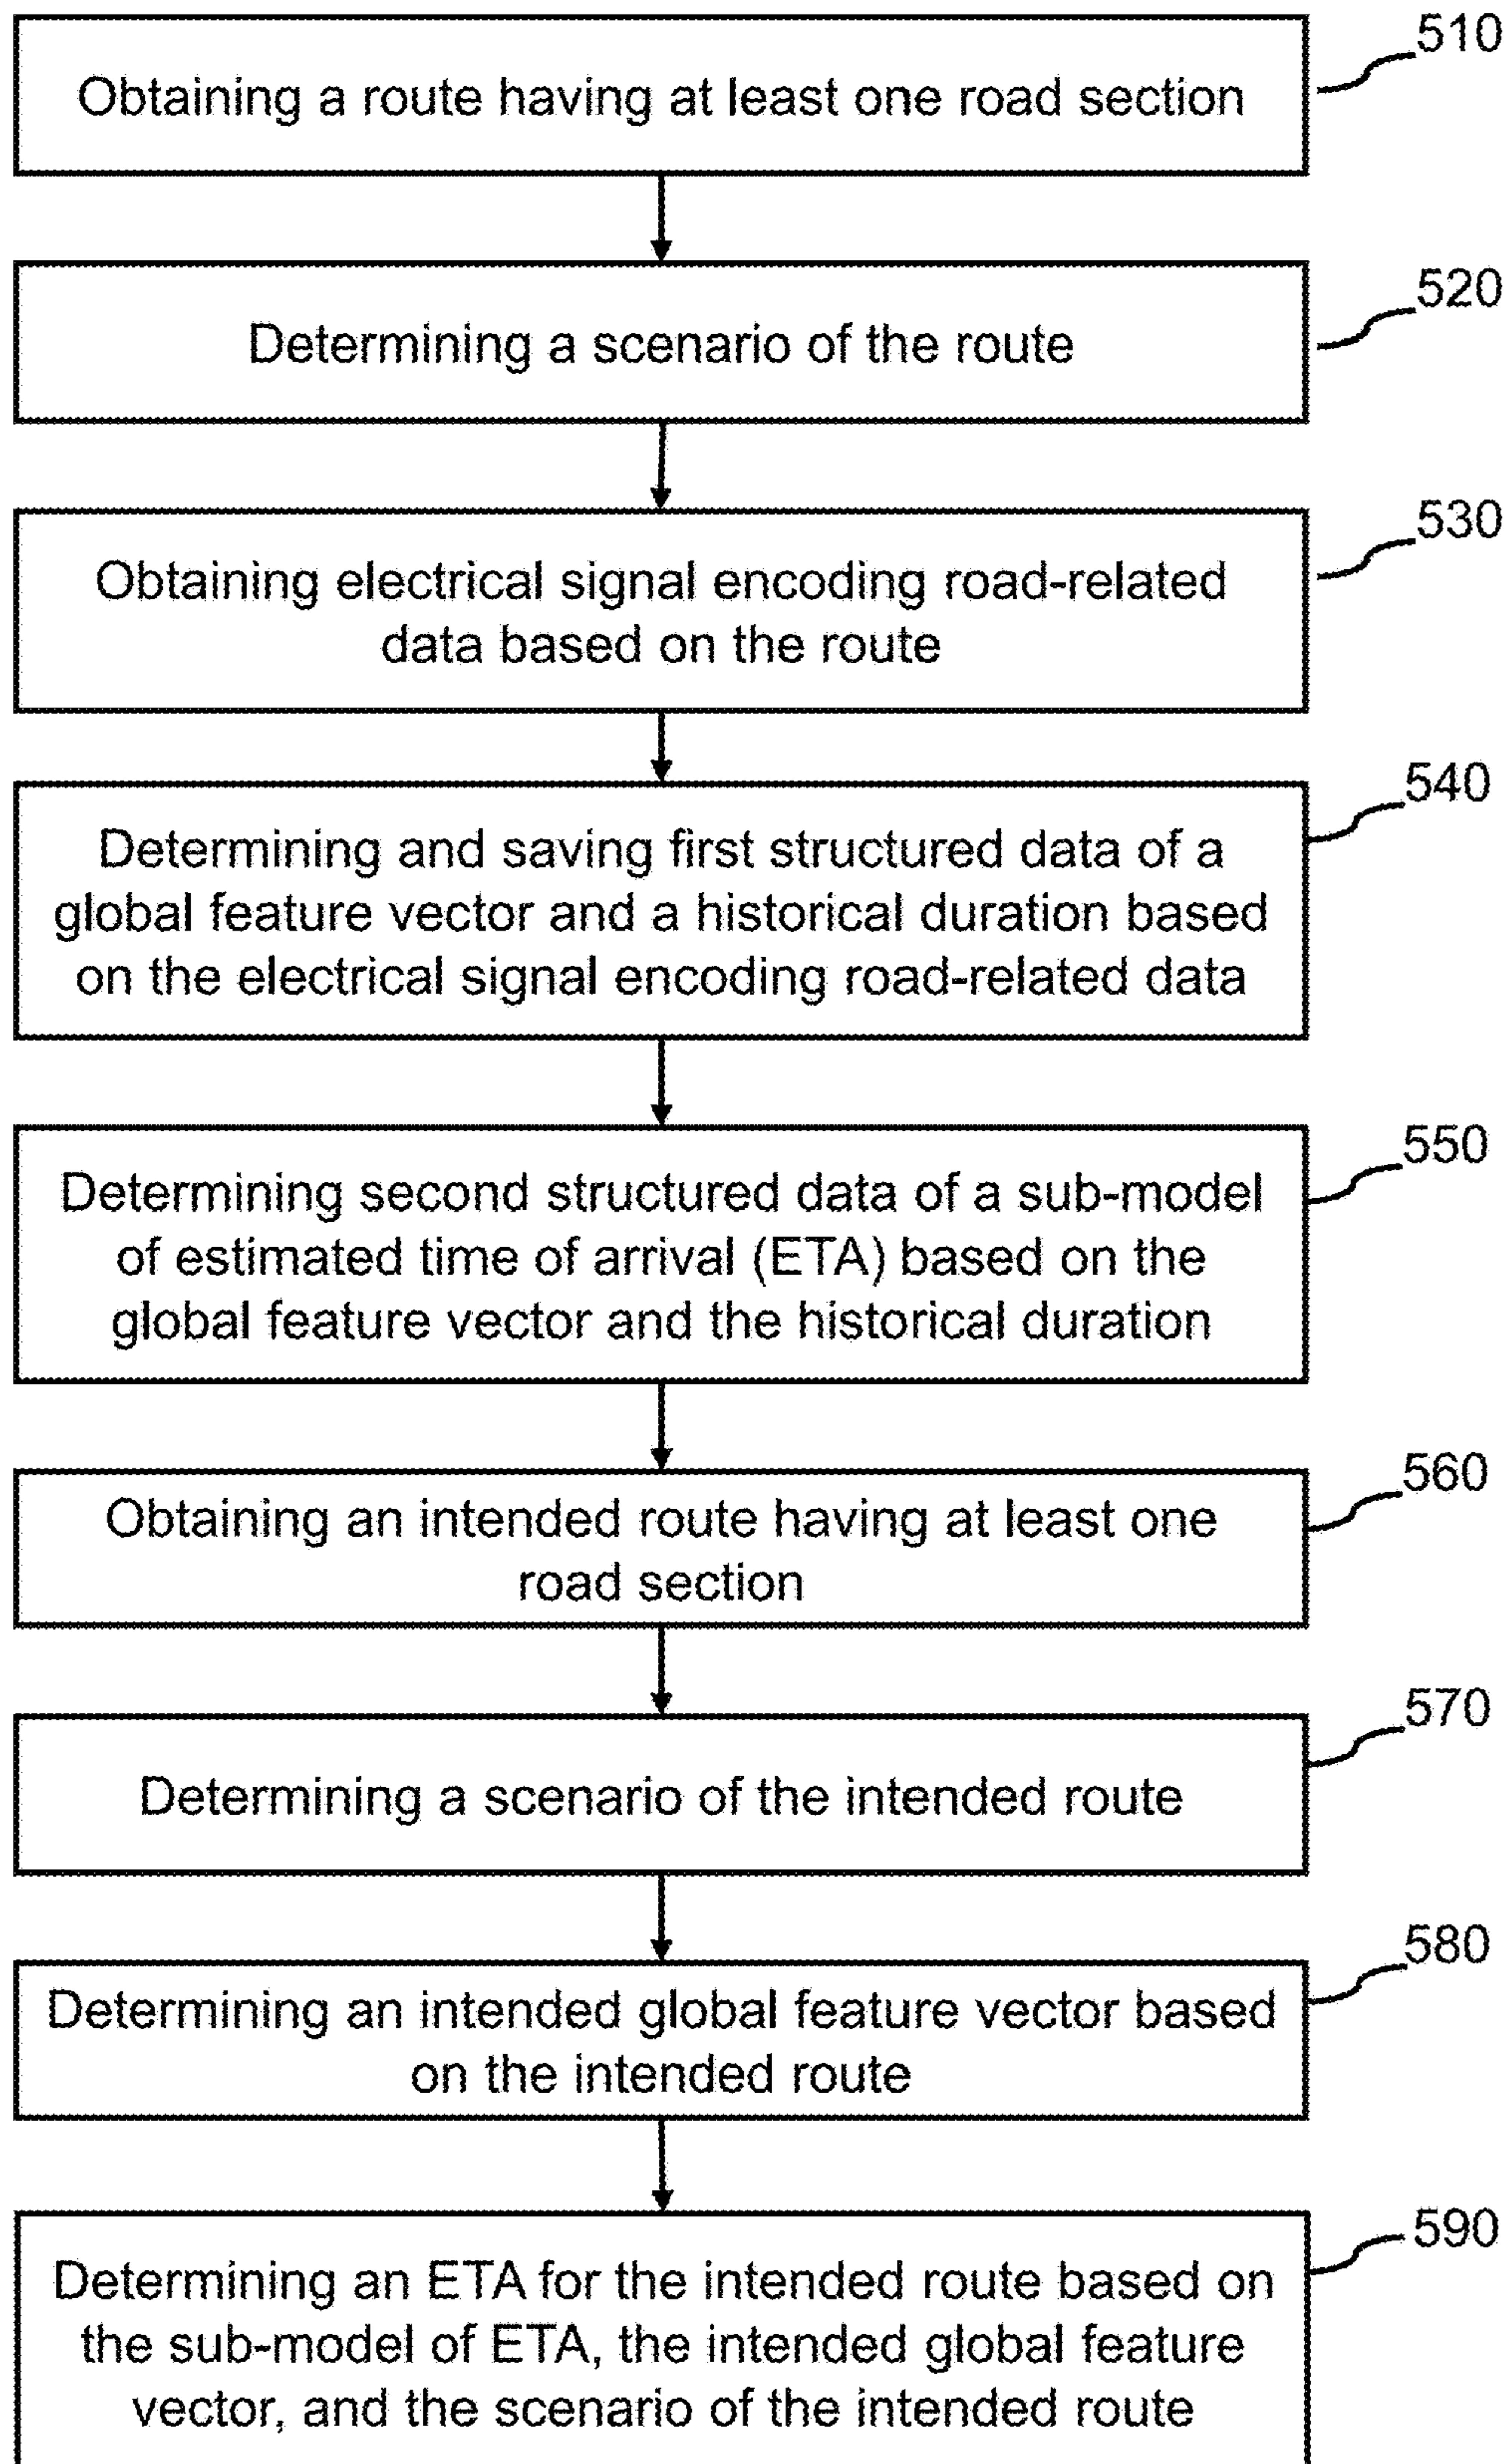 510
Obtaining a route having at least one road section
520
Determining a scenario of the route
530
Obtaining electrical signal encoding road-related
data based on the route
540
Determining and saving first structured data of a
global feature vector and a historical duration based
on the electrical signal encoding road-related data
550
Determining second structured data of a sub-model
of estimated time of arrival (ETA) based on the
global feature vector and the historical duration
560
Obtaining an intended route having at least one
road section
570
Determining a scenario of the intended route
580
Determining an intended global feature vector based
on the intended route
590
Determining an ETA for the intended route based on
the sub-model of ETA, the intended global feature
vector, and the scenario of the intended route